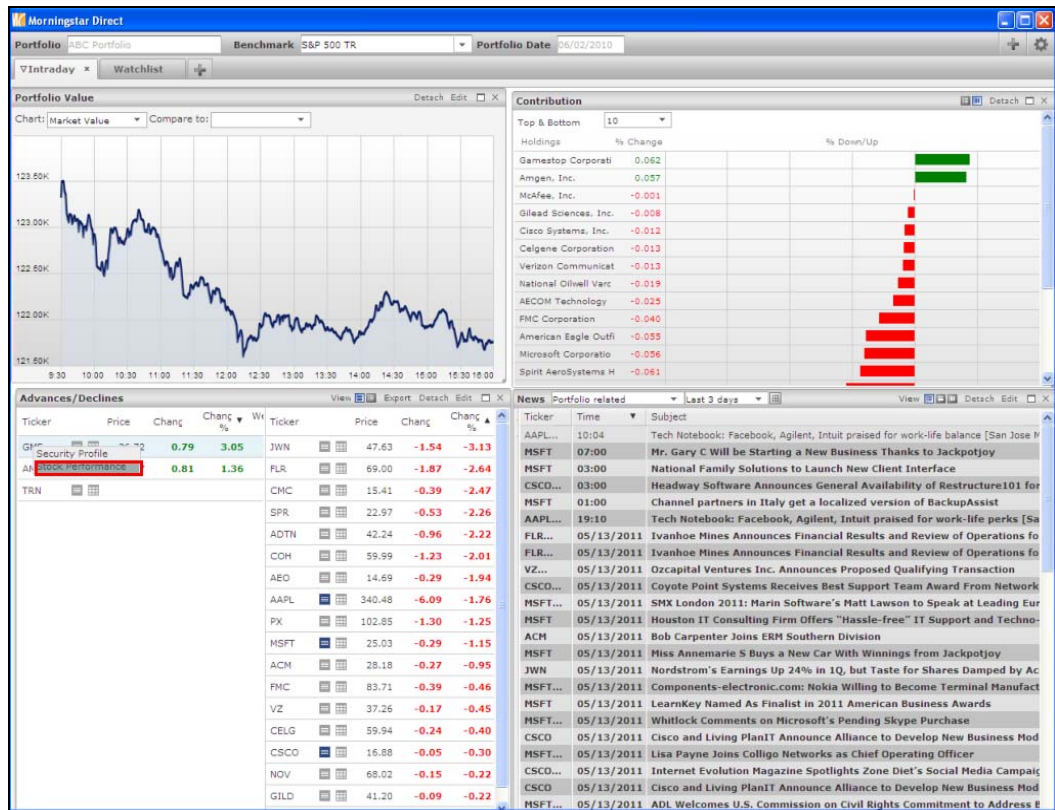 Morningstar Direct
Portfolio ABC Portfolio Benchmark S&P 500 TR Portfolio Date 06/02/2010
Intraday × Watchlist
Portfolio Value Detach Edit
Chart: Market Value Compare to:
123.50K
123.00K
122.50K
122.00K
121.50K
9:30 10:00 10:30 11:00 11:30 12:00 12:30 13:00 13:30 14:00 14:30 15:00 15:30 16:00
Contribution Detach
Top & Bottom 10
Holdings % Change % Down/Up
Gamestop Corporati 0.062
Amgen, Inc. 0.057
McAfee, Inc. -0.001
Gilead Sciences, Inc. -0.008
Cisco Systems, Inc. -0.012
Celgene Corporation -0.013
Verizon Communicat -0.013
National Oilwell Varc -0.019
AECOM Technology -0.025
FMC Corporation -0.040
American Eagle Outfi -0.055
Microsoft Corporatio -0.056
Spirit AeroSystems H -0.061
Advances/Declines View Export Detach Edit
Ticker Price Chang Chang % We
0.79 3.05
Security Profile
Stock Performance 0.81 1.36
TRN
Ticker Price Chang Chang %
JWN 47.63 -1.54 -3.13
FLR 69.00 -1.87 -2.64
CMC 15.41 -0.39 -2.47
SPR 22.97 -0.53 -2.26
ADTN 42.24 -0.96 -2.22
COH 59.99 -1.23 -2.01
AEO 14.69 -0.29 -1.94
AAPL 340.48 -6.09 -1.76
PX 102.85 -1.30 -1.25
MSFT 25.03 -0.29 -1.15
ACM 28.18 -0.27 -0.95
FMC 83.71 -0.39 -0.46
VZ 37.26 -0.17 -0.45
CELG 59.94 -0.24 -0.40
CSCO 16.88 -0.05 -0.30
NOV 68.02 -0.15 -0.22
GILD 41.20 -0.09 -0.22
News Portfolio related Last 3 days View Detach Edit
Ticker Time Subject
AAPL... 10:04 Tech Notebook: Facebook, Agilent, Intuit praised for work-life balance [San Jose M
MSFT 07:00 Mr. Gary C Will be Starting a New Business Thanks to Jackpotjoy
MSFT 03:00 National Family Solutions to Launch New Client Interface
CSCO... 03:00 Headway Software Announces General Availability of Restructure101 for
MSFT 01:00 Channel partners in Italy get a localized version of BackupAssist
AAPL... 19:10 Tech Notebook: Facebook, Agilent, Intuit praised for work-life perks [Sa
FLR... 05/13/2011 Ivanhoe Mines Announces Financial Results and Review of Operations fo
FLR... 05/13/2011 Ivanhoe Mines Announces Financial Results and Review of Operations fo
VZ... 05/13/2011 Ozcapital Ventures Inc. Announces Proposed Qualifying Transaction
CSCO... 05/13/2011 Coyote Point Systems Receives Best Support Team Award From Network
MSFT... 05/13/2011 SMX London 2011: Marin Software's Matt Lawson to Speak at Leading Eur
MSFT 05/13/2011 Houston IT Consulting Firm Offers "Hassle-free" IT Support and Techno-
ACM 05/13/2011 Bob Carpenter Joins ERM Southern Division
MSFT 05/13/2011 Miss Annemarie S Buys a New Car With Winnings from Jackpotjoy
JWN 05/13/2011 Nordstrom's Earnings Up 24% in 1Q, but Taste for Shares Damped by Ac
MSFT... 05/13/2011 Components-electronic.com: Nokia Willing to Become Terminal Manufact
MSFT 05/13/2011 LearnKey Named As Finalist in 2011 American Business Awards
MSFT... 05/13/2011 Whitlock Comments on Microsoft's Pending Skype Purchase
CSCO 05/13/2011 Cisco and Living PlanIT Announce Alliance to Develop New Business Mod
MSFT... 05/13/2011 Lisa Payne Joins Colligo Networks as Chief Operating Officer
CSCO... 05/13/2011 Internet Evolution Magazine Spotlights Zone Diet's Social Media Campaig
CSCO 05/13/2011 Cisco and Living PlanIT Announce Alliance to Develop New Business Mod
MSFT... 05/13/2011 ADL Welcomes U.S. Commission on Civil Rights Commitment to Address B